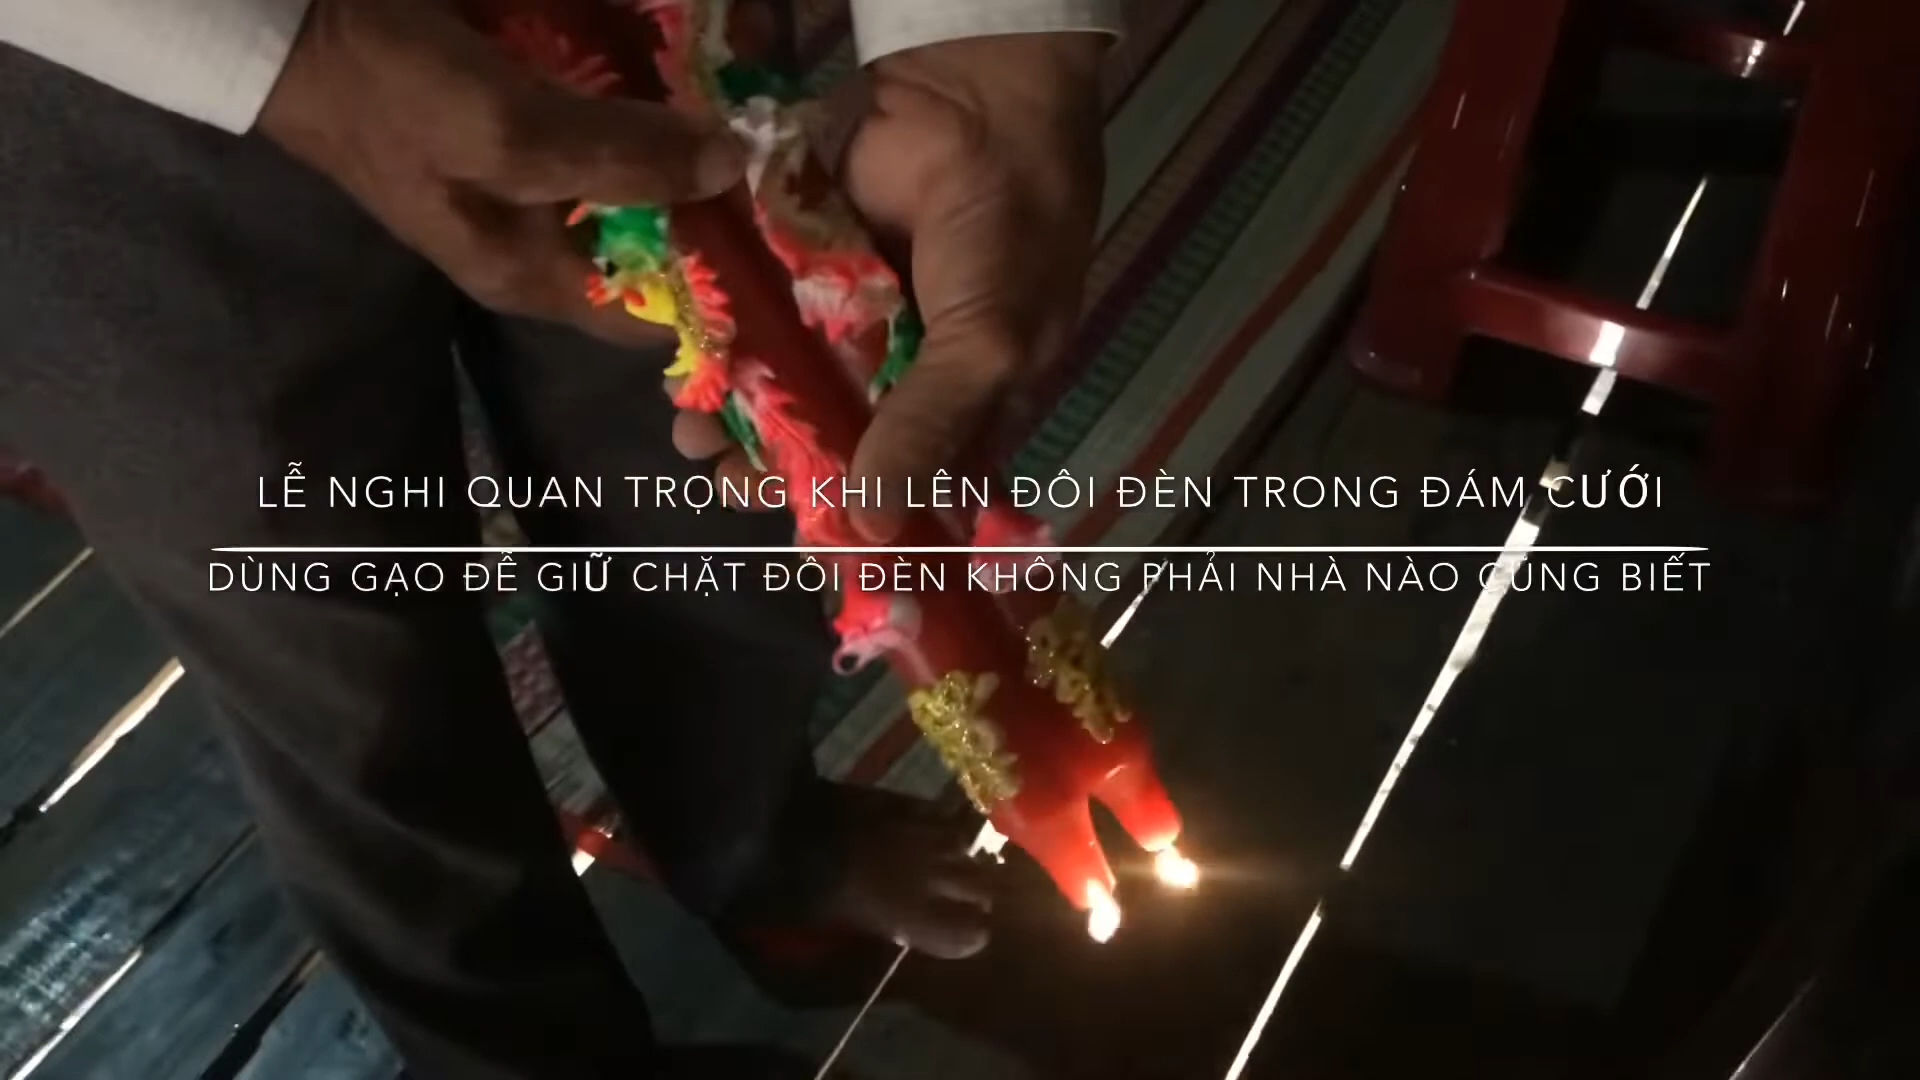 LỄ NGHI QUAN TRỌNG KHI LÊN ĐÔI ĐÈN TRONG ĐÁM CƯỚI
DÙNG GẠO ĐỂ GIỮ CHẶT ĐÔI ĐÈN KHÔNG PHẢI NHÀ NÀO CŨNG BIẾT